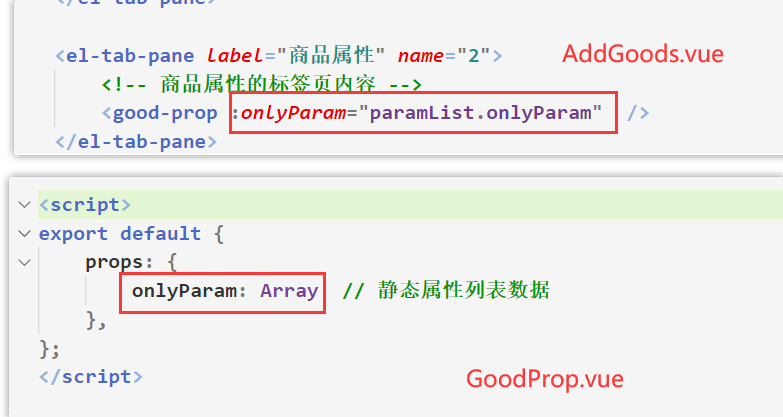 </el-tab-pane>
<el-tab-pane label="商品属性" name="2">
AddGoods.vue
<!-- 商品属性的标签页内容 -->
<good-prop :onlyParam="paramList.onlyParam" />
</el-tab-pane>
<script>
export default {
props: {
onlyParam: Array // 静态属性列表数据
},
};
</script>
GoodProp.vue